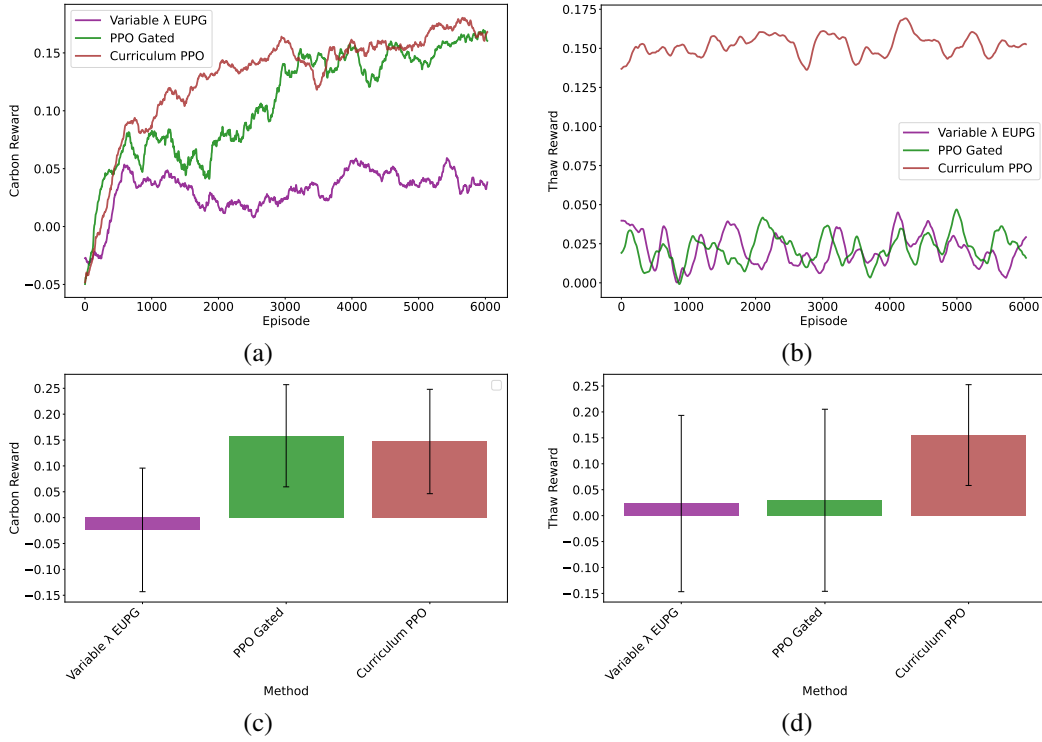 Variable λ EUPG
PPO Gated
Curriculum PPO
0.15
0.10
0.05
0.00
−0.05
Carbon Reward
0 1000 2000 3000 4000 5000 6000
Episode
(a)
0.175
0.150
0.125
0.100
0.075
0.050
0.025
0.000
Thaw Reward
Variable λ EUPG
PPO Gated
Curriculum PPO
0 1000 2000 3000 4000 5000 6000
Episode
(b)
0.25
0.20
0.15
0.10
0.05
0.00
−0.05
−0.10
−0.15
Carbon Reward
Variable λ EUPG
PPO Gated
Curriculum PPO
Method
(c)
0.25
0.20
0.15
0.10
0.05
0.00
−0.05
−0.10
−0.15
Thaw Reward
Variable λ EUPG
PPO Gated
Curriculum PPO
Method
(d)